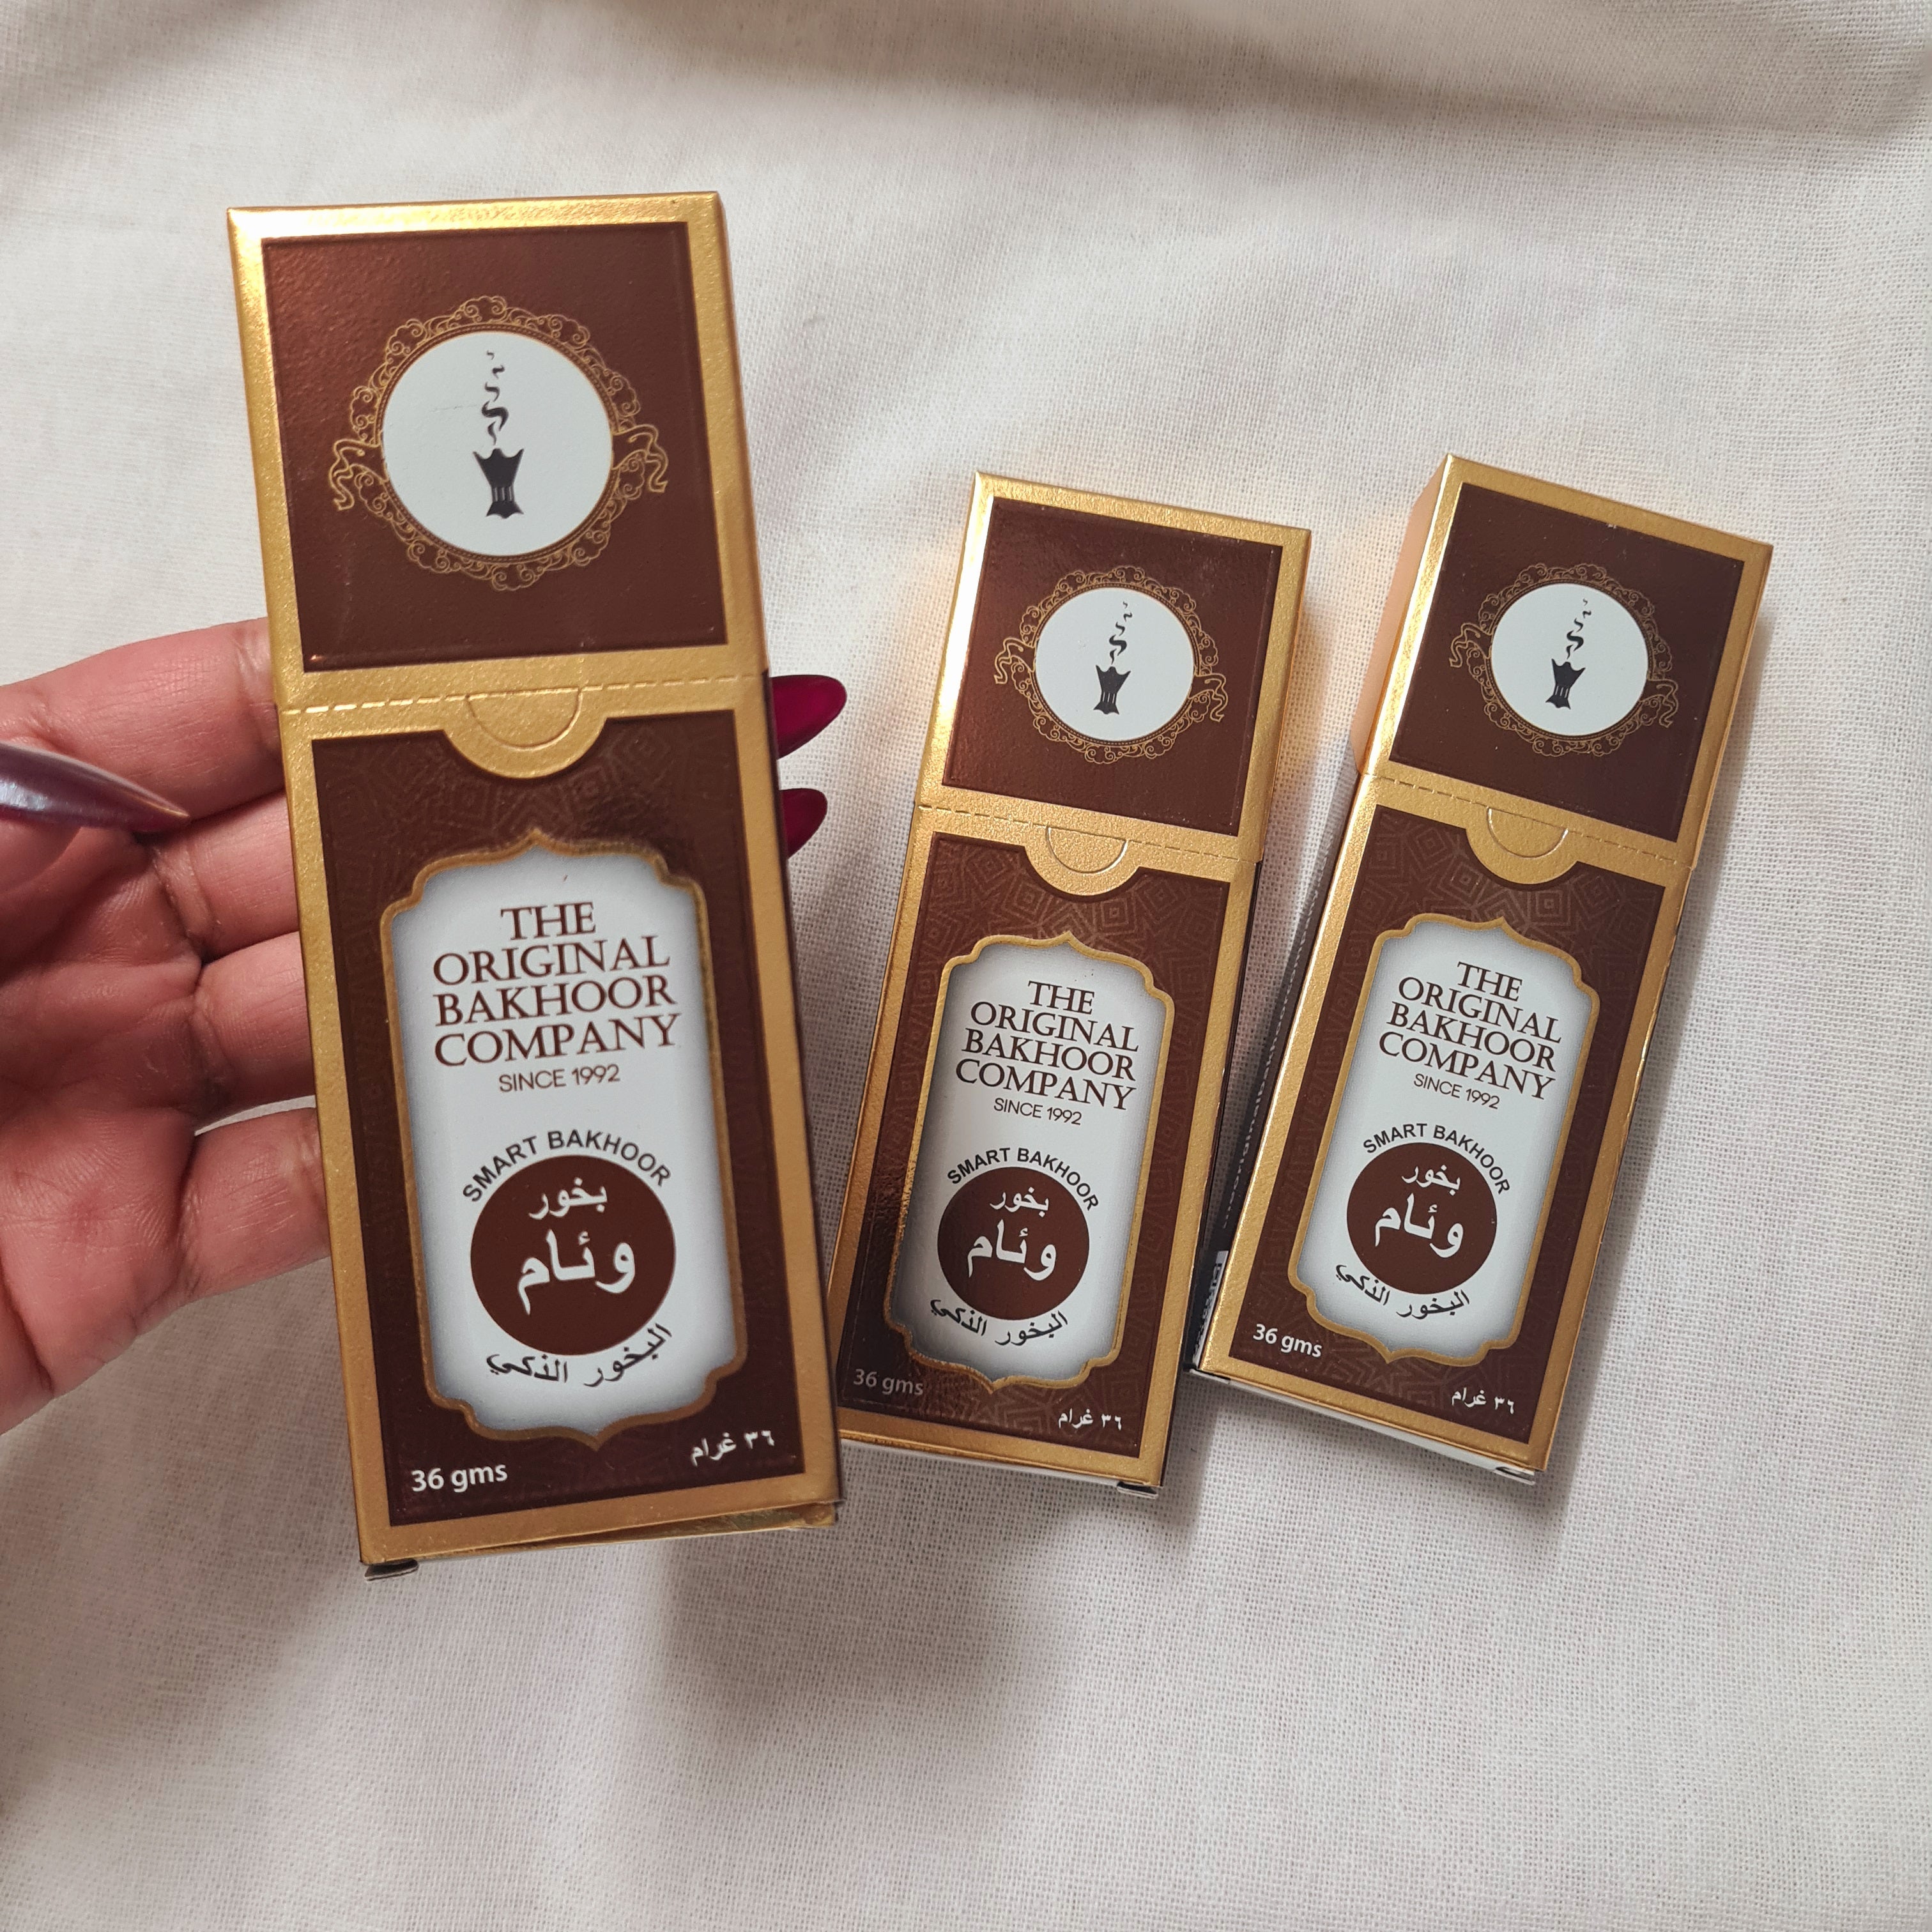 THE
ORIGINAL
BAKHOOR
COMPANY
SINCE 1992
SMART BAKHOOR
بخور
وئام
البخور الذكي
36 gms
٣٦ غرام
THE
ORIGINAL
BAKHOOR
COMPANY
SINCE 1992
SMART BAKHOOR
بخور
وئام
البخور الذكي
36 gms
٣٦ غرام
THE
ORIGINAL
BAKHOOR
COMPANY
SINCE 1992
SMART BAKHOOR
بخور
وئام
البخور الذكي
36 gms
٣٦ غرام